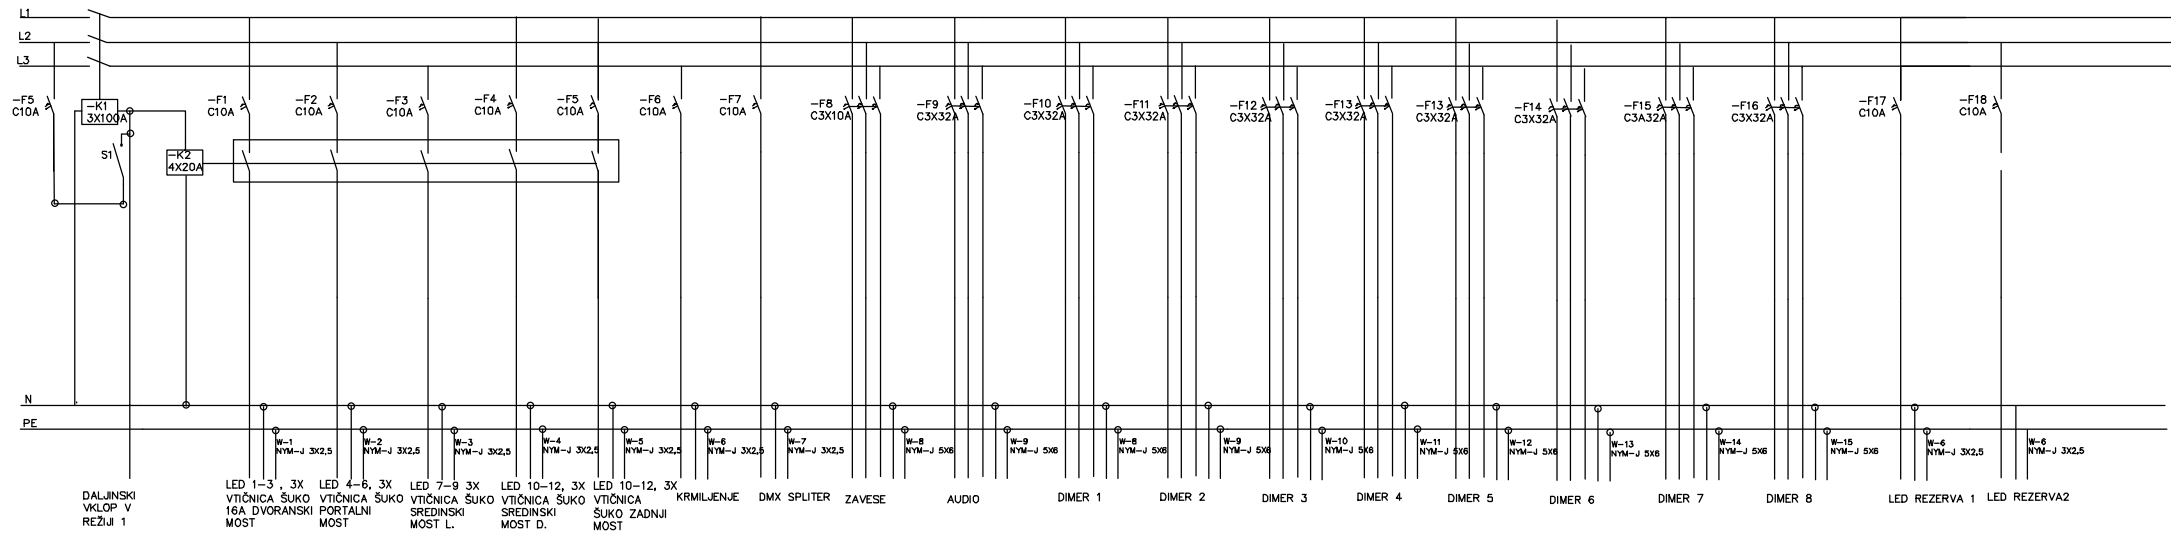 L1
L2
L3
-F5
C10A
-K1
3X100A
S1
-K2
4X20A
-F1
C10A
-F2
C10A
-F3
C10A
-F4
C10A
-F5
C10A
-F6
C10A
-F7
C10A
-F8
C3X10A
-F9
C3X32A
-F10
C3X32A
-F11
C3X32A
-F12
C3X32A
-F13
C3X32A
-F13
C3X32A
-F14
C3X32A
-F15
C3A32A
-F16
C3X32A
-F17
C10A
-F18
C10A
N
PE
W-1
NYM-J 3X2,5
W-2
NYM-J 3X2,5
W-3
NYM-J 3X2,5
W-4
NYM-J 3X2,5
W-5
NYM-J 3X2,5
W-6
NYM-J 3X2,5
W-7
NYM-J 3X2,5
W-8
NYM-J 5X6
W-9
NYM-J 5X6
W-8
NYM-J 5X6
W-9
NYM-J 5X6
W-10
NYM-J 5X6
W-11
NYM-J 5X6
W-12
NYM-J 5X6
W-13
NYM-J 5X6
W-14
NYM-J 5X6
W-15
NYM-J 5X6
W-6
NYM-J 3X2,5
W-6
NYM-J 3X2,5
DALJINSKI
VKLOP V
REŽIJI 1
LED 1-3 , 3X
VTIČNICA ŠUKO
16A DVORANSKI
MOST
LED 4-6, 3X
VTIČNICA ŠUKO
PORTALNI
MOST
LED 7-9 3X
VTIČNICA ŠUKO
SREDINSKI
MOST L.
LED 10-12, 3X
VTIČNICA ŠUKO
SREDINSKI
MOST D.
LED 10-12, 3X
VTIČNICA
ŠUKO ZADNJI
MOST
KRMILJENJE
DMX SPLITER
ZAVESE
AUDIO
DIMER 1
DIMER 2
DIMER 3
DIMER 4
DIMER 5
DIMER 6
DIMER 7
DIMER 8
LED REZERVA 1
LED REZERVA2